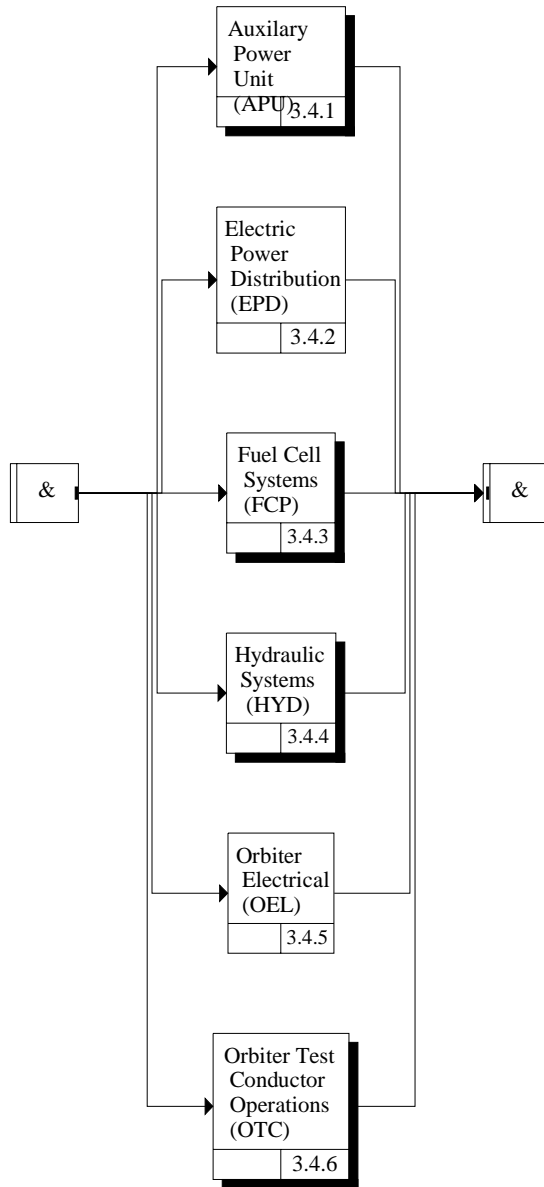 Auxilary
Power
Unit
(APU)
3.4.1
Electric
Power
Distribution
(EPD)
3.4.2
Fuel Cell
Systems
(FCP)
3.4.3
&
&
Hydraulic
Systems
(HYD)
3.4.4
Orbiter
Electrical
(OEL)
3.4.5
Orbiter Test
Conductor
Operations
(OTC)
3.4.6